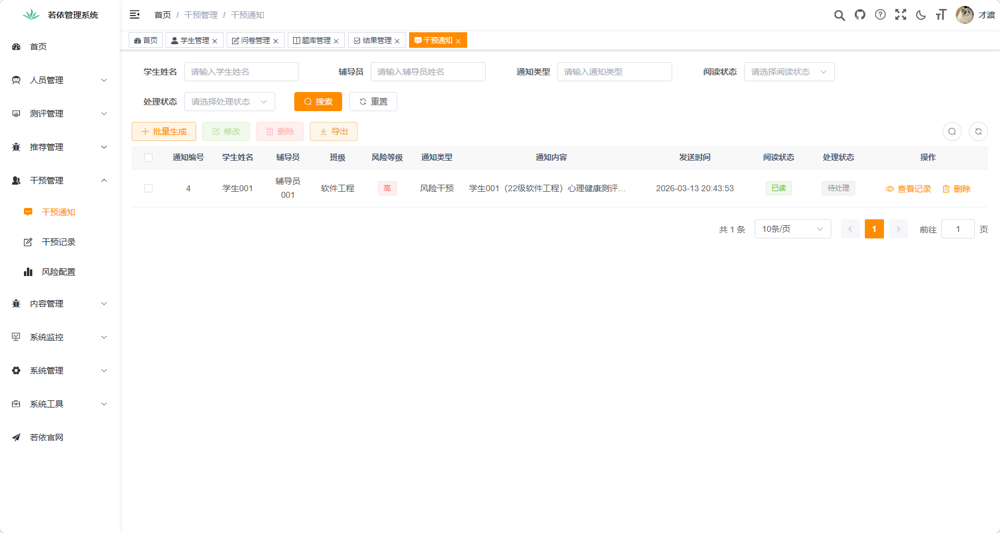 若依管理系统
首页
人员管理
测评管理
推荐管理
干预管理
干预通知
干预记录
风险配置
内容管理
系统监控
系统管理
系统工具
若依官网
首页 / 干预管理 / 干预通知
才渡
首页 学生管理 问卷管理 题库管理 结果管理 干预通知
学生姓名 请输入学生姓名 辅导员 请输入辅导员姓名 通知类型 请输入通知类型 阅读状态 请选择阅读状态
处理状态 请选择处理状态 搜索 重置
批量生成 修改 删除 导出
通知编号 学生姓名 辅导员 班级 风险等级 通知类型 通知内容 发送时间 阅读状态 处理状态 操作
4 学生001 辅导员001 软件工程 高 风险干预 学生001（22级软件工程）心理健康测评… 2026-03-13 20:43:53 已读 待处理 查看记录 删除
共 1 条 10条/页 1 前往 1 页